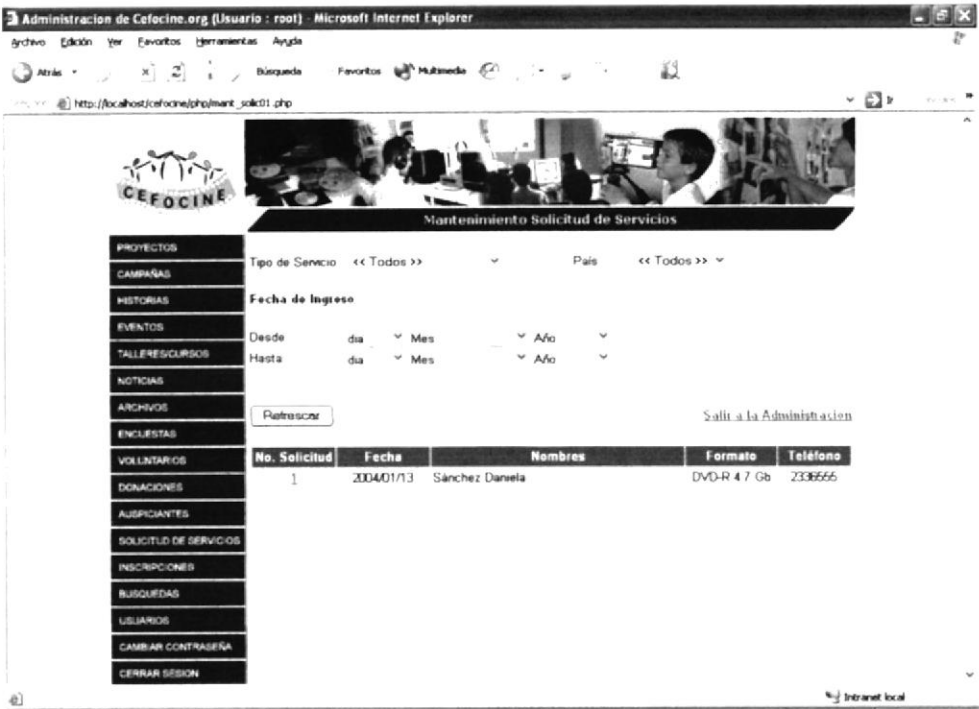 Administracion de Cefocine.org (Usuario : root) - Microsoft Internet Explorer
Archivo Edición Ver Favoritos Herramientas Ayuda
Atrás Búsqueda Favoritos Multimedia
http://localhost/cefocine/php/mant_solic01.php Ir
CEFOCINE
Mantenimiento Solicitud de Servicios
PROYECTOS
CAMPAÑAS
HISTORIAS
EVENTOS
TALLERES/CURSOS
NOTICIAS
ARCHIVOS
ENCUESTAS
VOLUNTARIOS
DONACIONES
AUSPICIANTES
SOLICITUD DE SERVICIOS
INSCRIPCIONES
BUSQUEDAS
USUARIOS
CAMBIAR CONTRASEÑA
CERRAR SESION
Tipo de Servicio << Todos >> País << Todos >>
Fecha de Ingreso
Desde dia Mes Año
Hasta dia Mes Año
Refrescar Salir a la Administracion
No. Solicitud Fecha Nombres Formato Teléfono
1 2004/01/13 Sánchez Daniela DVD-R 4.7 Gb 2336555
Intranet local